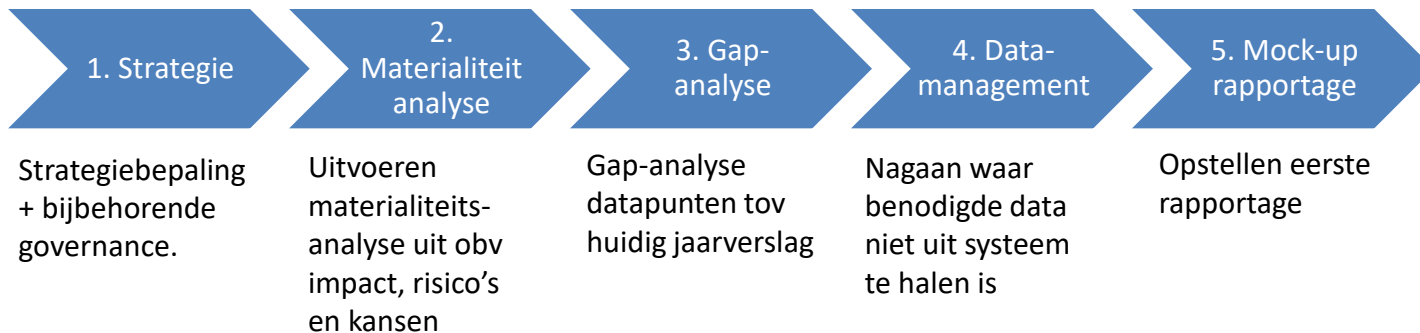 1. Strategie
2.
Materialiteit
analyse
3. Gap-
analyse
4. Data-
management
5. Mock-up
rapportage
Strategiebepaling
+ bijbehorende
governance.
Uitvoeren
materialiteits-
analyse uit obv
impact, risico’s
en kansen
Gap-analyse
datapunten tov
huidig jaarverslag
Nagaan waar
benodigde data
niet uit systeem
te halen is
Opstellen eerste
rapportage